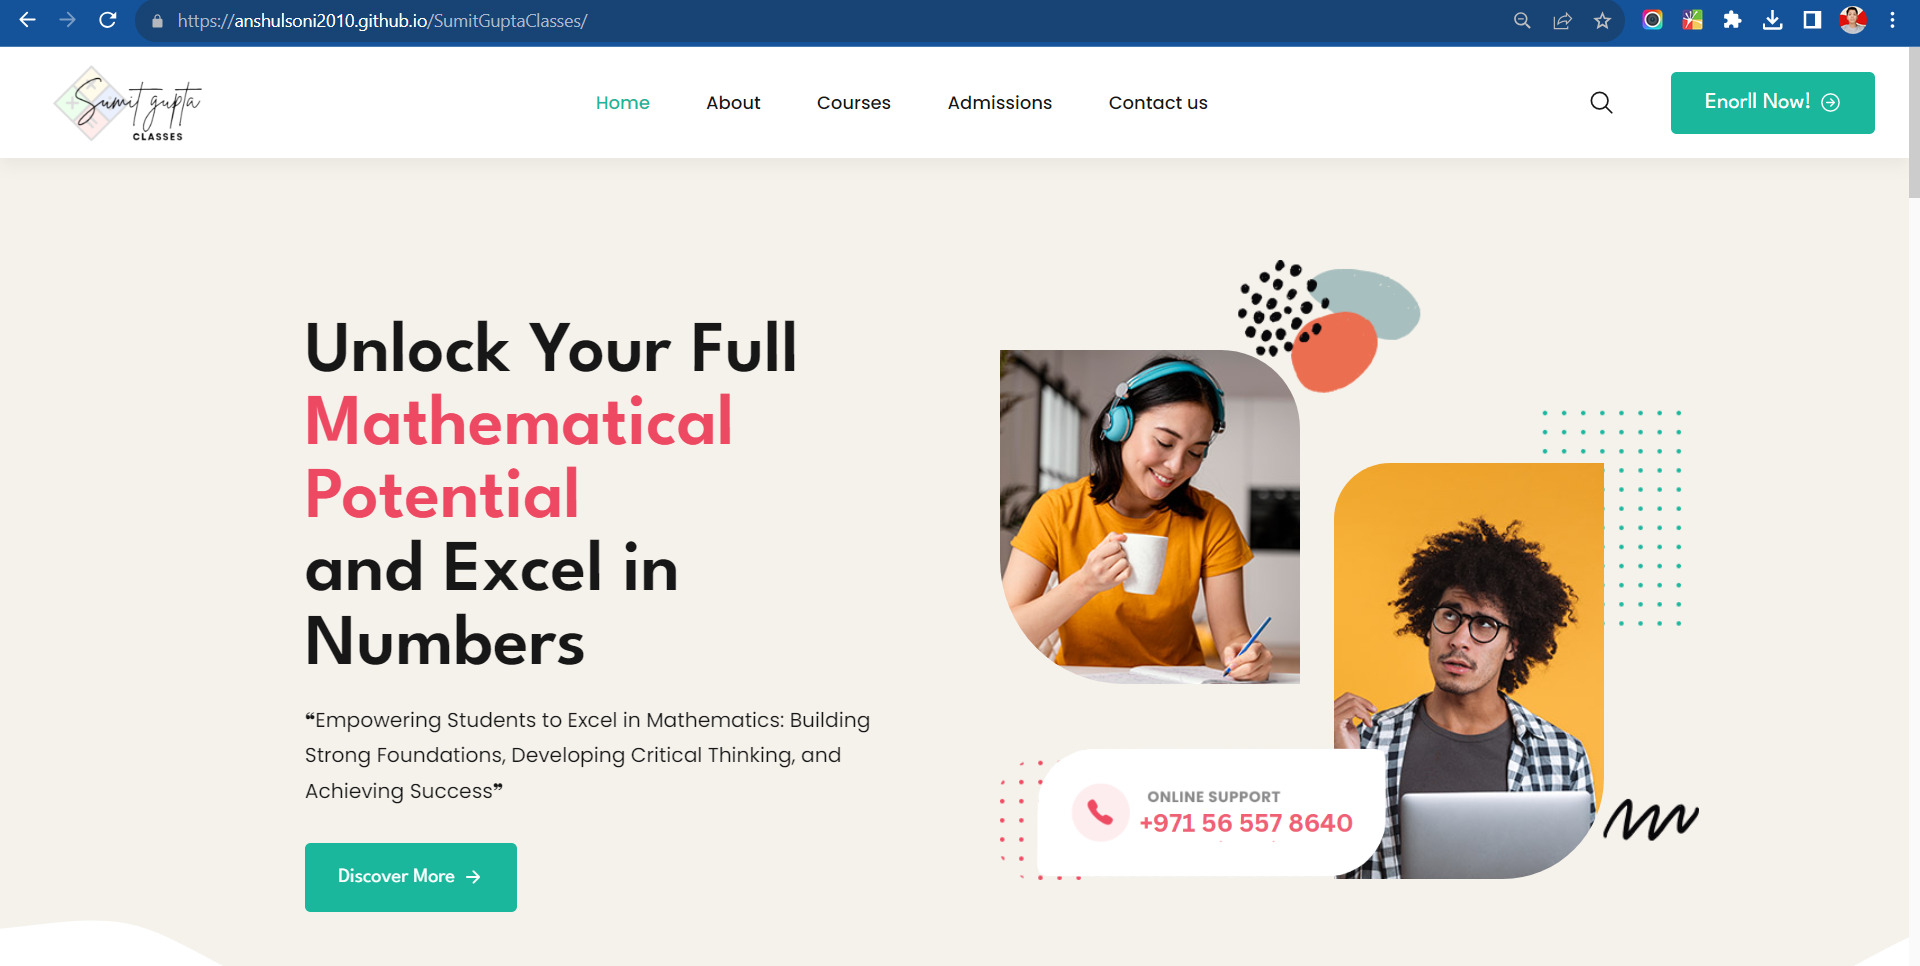 https://anshulsoni2010.github.io/SumitGuptaClasses/
Sumit gupta
CLASSES
Home
About
Courses
Admissions
Contact us
Enorll Now!
Unlock Your Full
Mathematical
Potential
and Excel in
Numbers
❝Empowering Students to Excel in Mathematics: Building
Strong Foundations, Developing Critical Thinking, and
Achieving Success❞
Discover More
ONLINE SUPPORT
+971 56 557 8640